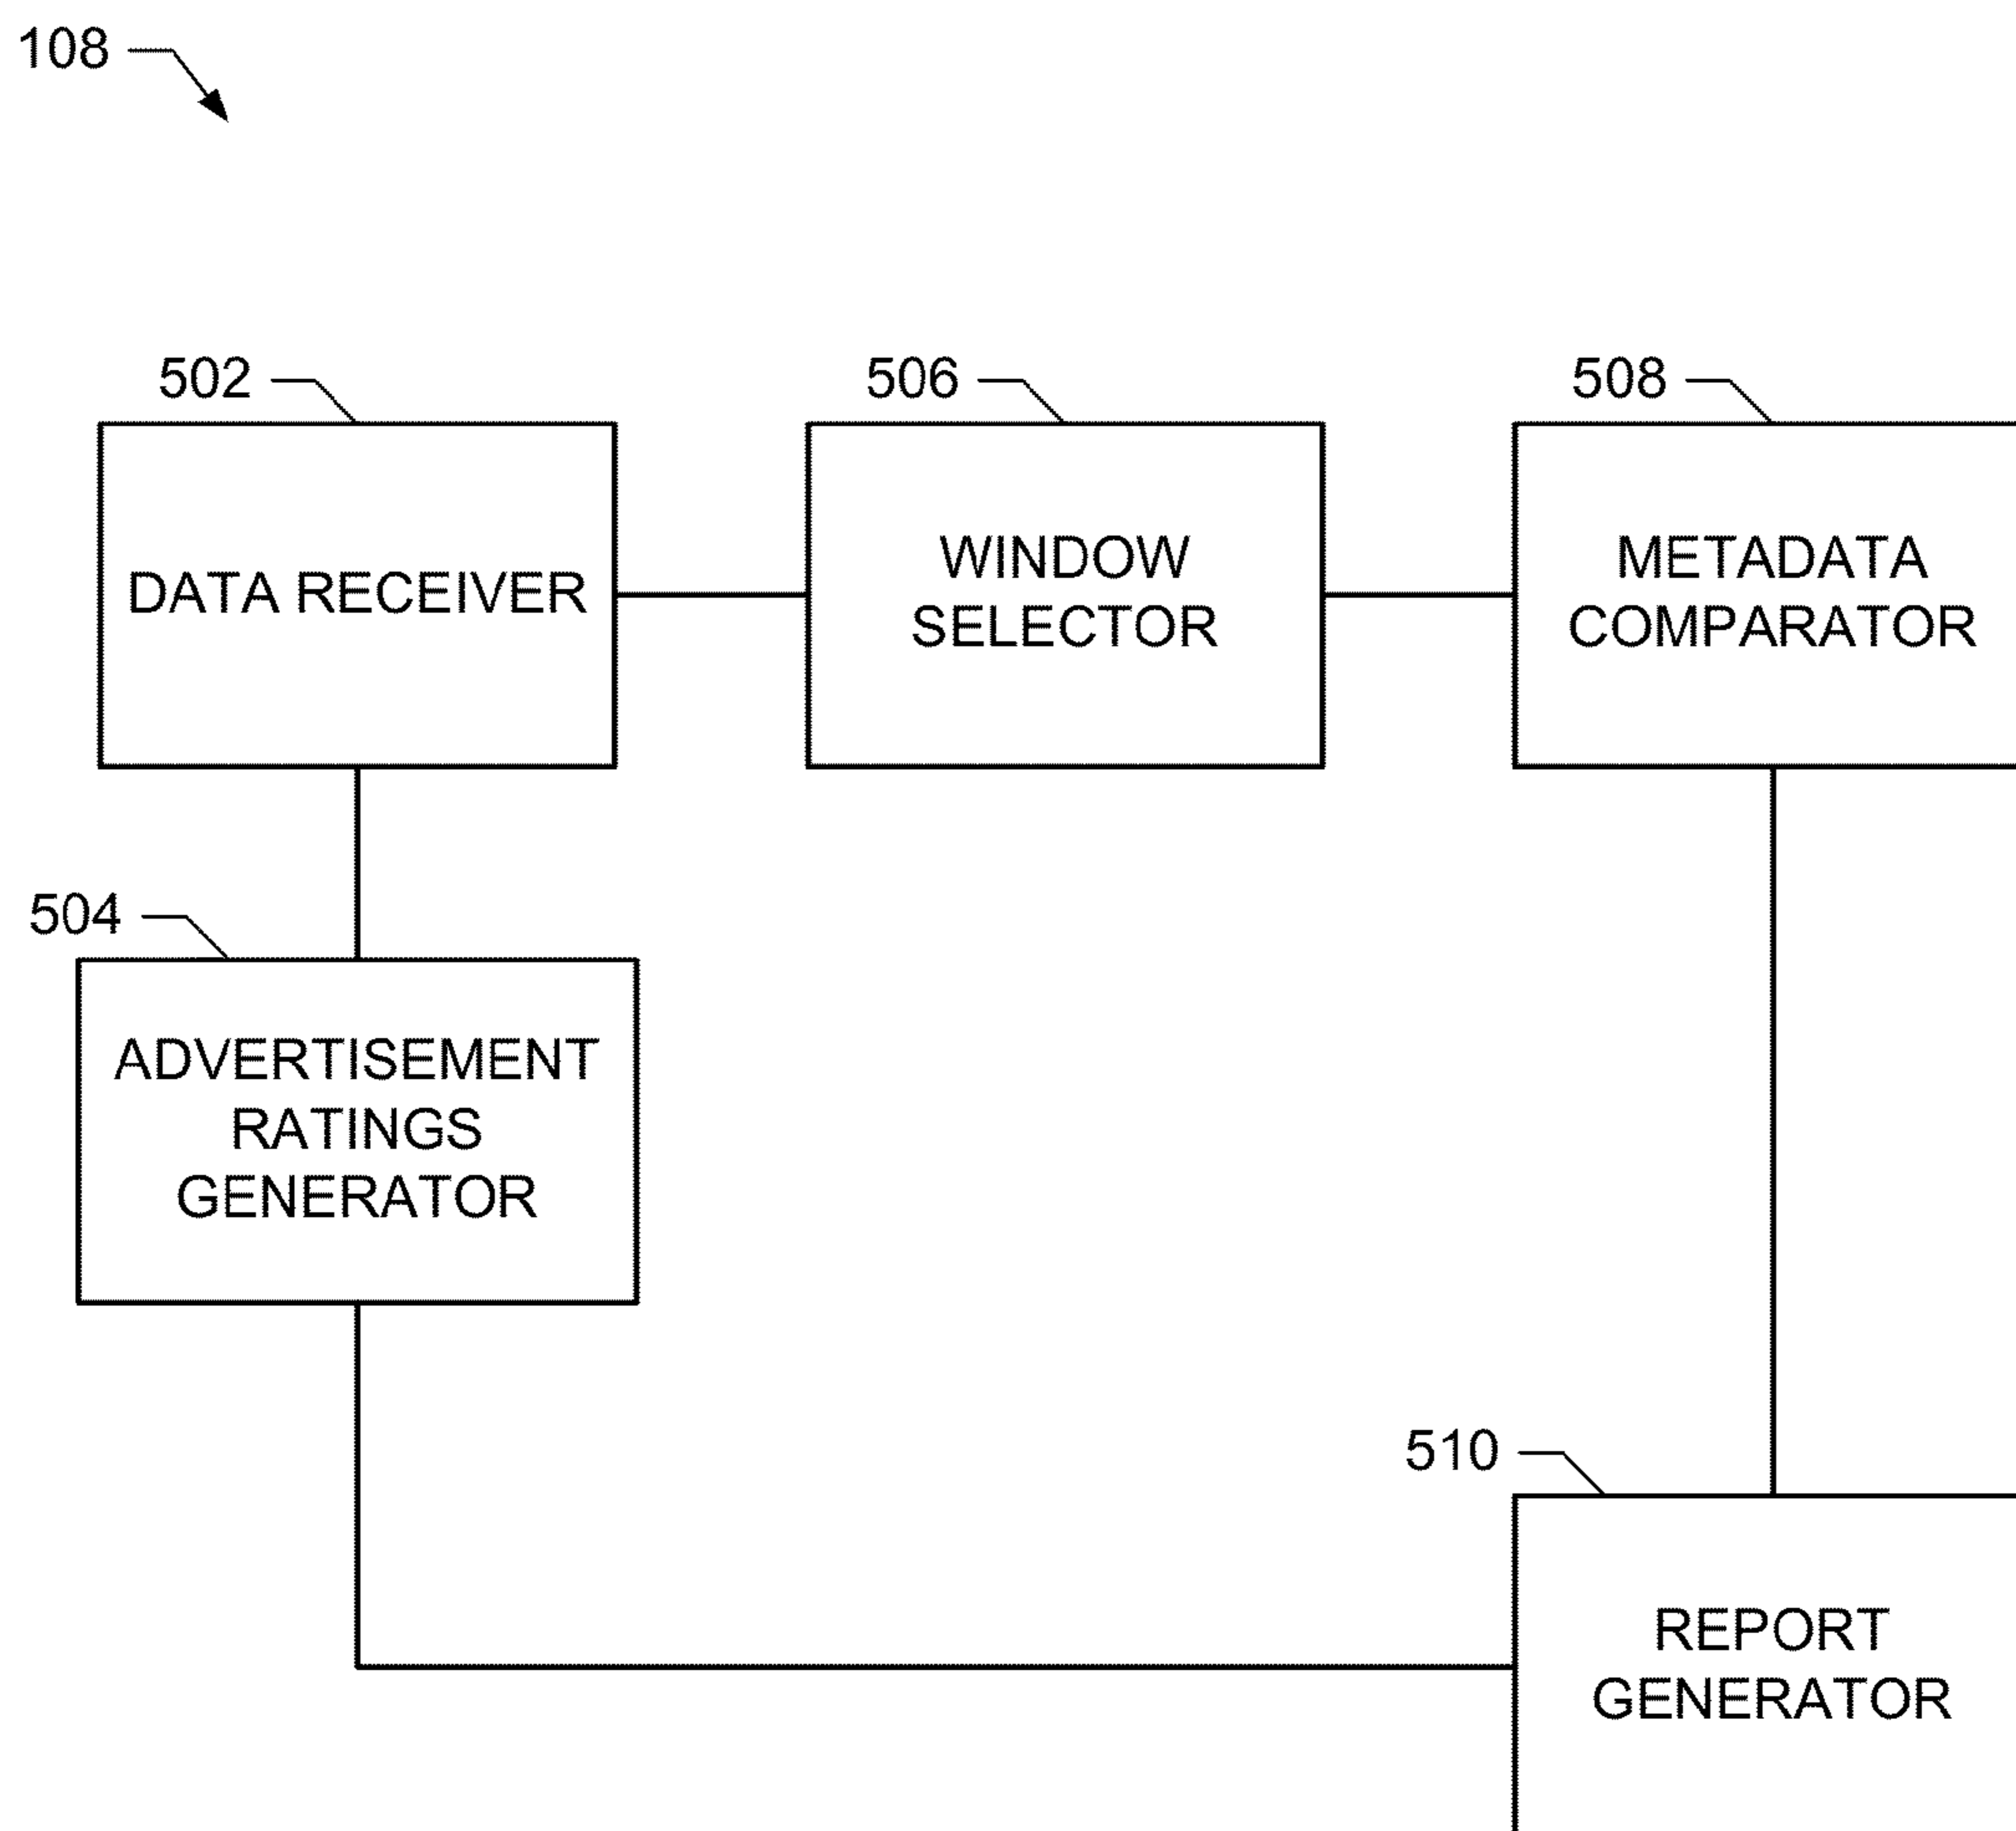 108
502
506
508
DATA RECEIVER
WINDOW
SELECTOR
METADATA
COMPARATOR
504
ADVERTISEMENT
RATINGS
GENERATOR
510
REPORT
GENERATOR